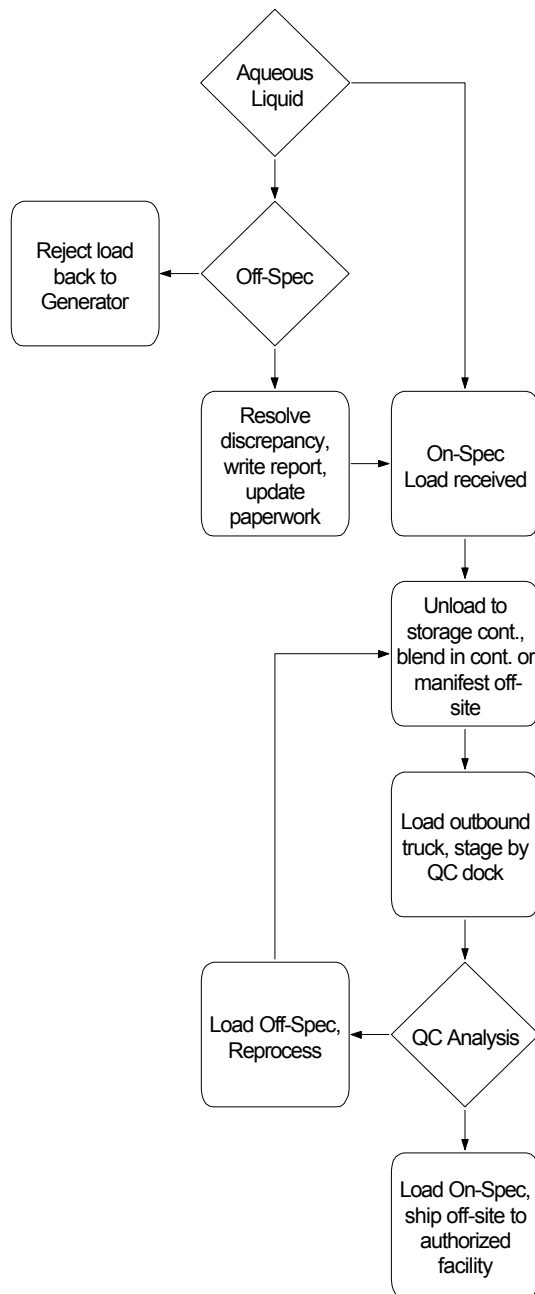 Aqueous
Liquid
Reject load
back to
Generator
Off-Spec
Resolve
discrepancy,
write report,
update
paperwork
On-Spec
Load received
Unload to
storage cont.,
blend in cont. or
manifest off-
site
Load outbound
truck, stage by
QC dock
Load Off-Spec,
Reprocess
QC Analysis
Load On-Spec,
ship off-site to
authorized
facility